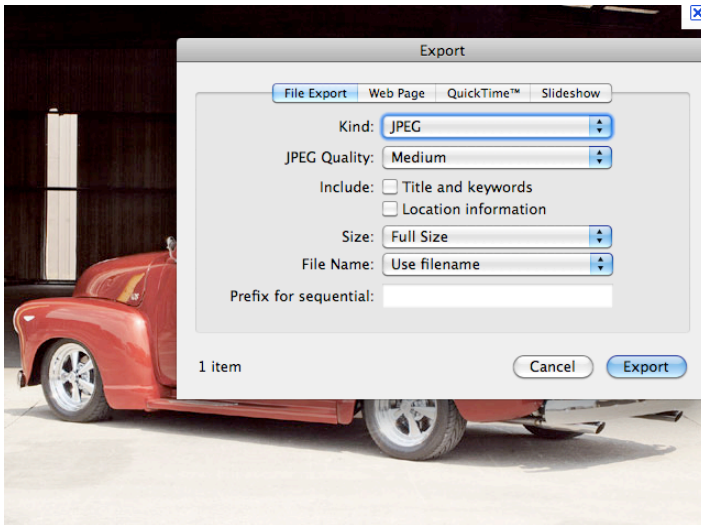 Export
File Export Web Page QuickTime™ Slideshow
Kind: JPEG
JPEG Quality: Medium
Include: Title and keywords
Location information
Size: Full Size
File Name: Use filename
Prefix for sequential:
1 item Cancel Export